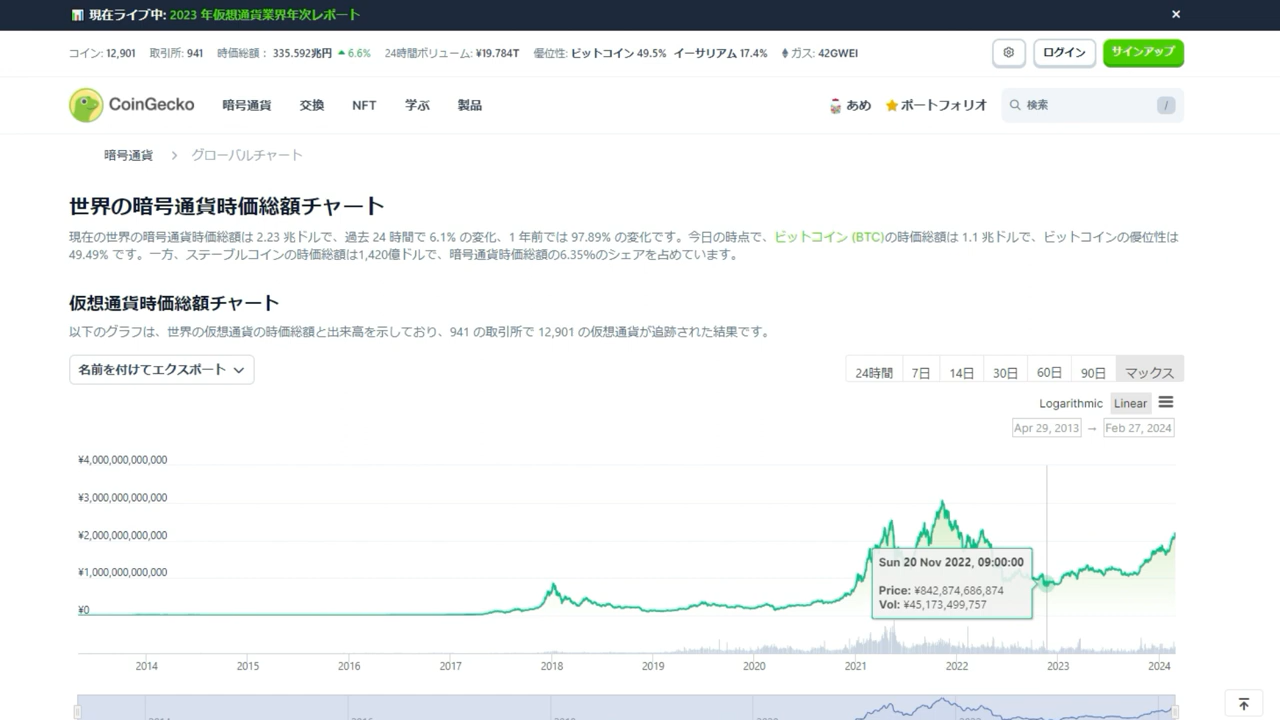 現在ライブ中: 2023 年仮想通貨業界年次レポート
コイン: 12,901 取引所: 941 時価総額： 335.592兆円 6.6% 24時間ボリューム: ¥19.784T 優位性: ビットコイン 49.5% イーサリアム 17.4% ガス: 42GWEI
ログイン サインアップ
CoinGecko 暗号通貨 交換 NFT 学ぶ 製品 あめ ポートフォリオ 検索 /
暗号通貨 > グローバルチャート
世界の暗号通貨時価総額チャート
現在の世界の暗号通貨時価総額は 2.23 兆ドルで、過去 24 時間で 6.1% の変化、1 年前では 97.89% の変化です。今日の時点で、ビットコイン (BTC)の時価総額は 1.1 兆ドルで、ビットコインの優位性は
49.49% です。一方、ステーブルコインの時価総額は1,420億ドルで、暗号通貨時価総額の6.35%のシェアを占めています。
仮想通貨時価総額チャート
以下のグラフは、世界の仮想通貨の時価総額と出来高を示しており、941 の取引所で 12,901 の仮想通貨が追跡された結果です。
名前を付けてエクスポート
24時間 7日 14日 30日 60日 90日 マックス
Logarithmic Linear
Apr 29, 2013 → Feb 27, 2024
¥4,000,000,000,000
¥3,000,000,000,000
¥2,000,000,000,000
¥1,000,000,000,000
¥0
Sun 20 Nov 2022, 09:00:00
Price: ¥842,874,686,874
Vol: ¥45,173,499,757
2014 2015 2016 2017 2018 2019 2020 2021 2022 2023 2024